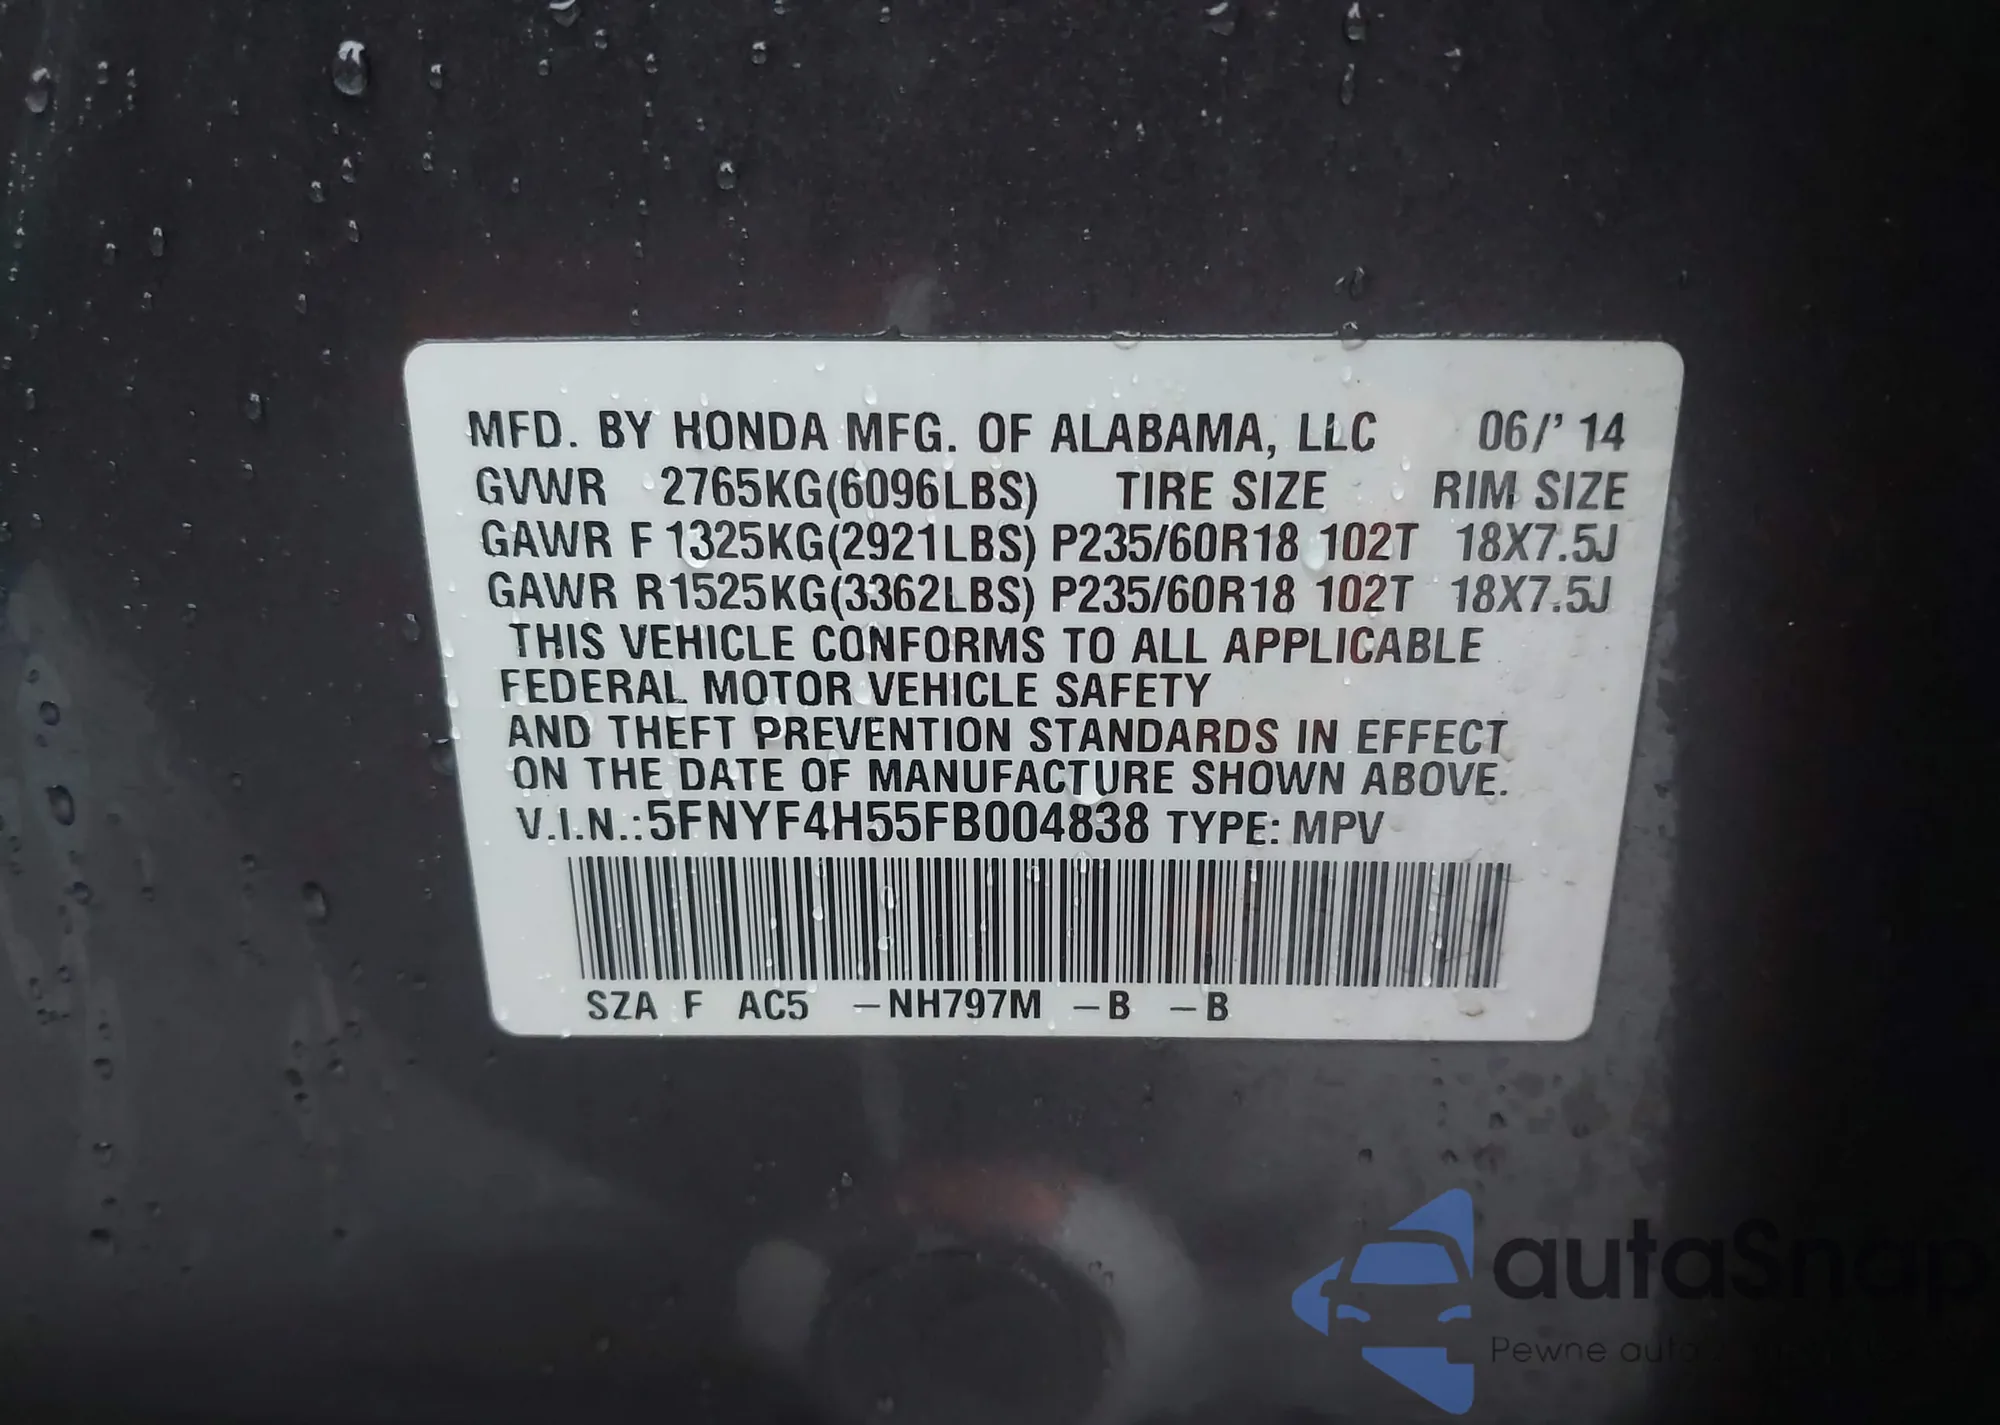 MFD. BY HONDA MFG. OF ALABAMA, LLC 06/' 14
GVWR 2765KG(6096LBS) TIRE SIZE RIM SIZE
GAWR F 1325KG(2921LBS) P235/60R18 102T 18X7.5J
GAWR R1525KG(3362LBS) P235/60R18 102T 18X7.5J
THIS VEHICLE CONFORMS TO ALL APPLICABLE
FEDERAL MOTOR VEHICLE SAFETY
AND THEFT PREVENTION STANDARDS IN EFFECT
ON THE DATE OF MANUFACTURE SHOWN ABOVE.
V.I.N.:5FNYF4H55FB004838 TYPE: MPV
SZA F AC5 -NH797M -B -B
autaSnap
Pewne auta